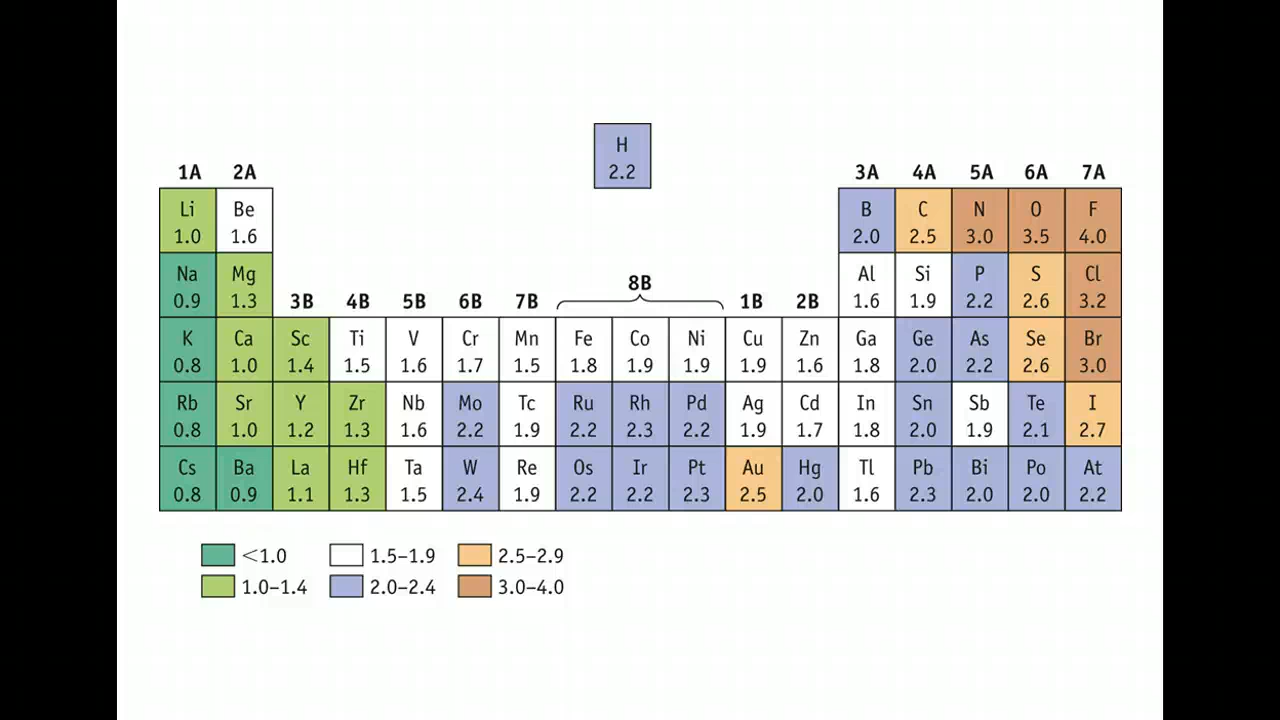 H
2.2
1A 2A 3A 4A 5A 6A 7A
Li Be B C N O F
1.0 1.6 2.0 2.5 3.0 3.5 4.0
Na Mg Al Si P S Cl
0.9 1.3 1.6 1.9 2.2 2.6 3.2
3B 4B 5B 6B 7B 8B 1B 2B
K Ca Sc Ti V Cr Mn Fe Co Ni Cu Zn Ga Ge As Se Br
0.8 1.0 1.4 1.5 1.6 1.7 1.5 1.8 1.9 1.9 1.9 1.6 1.8 2.0 2.2 2.6 3.0
Rb Sr Y Zr Nb Mo Tc Ru Rh Pd Ag Cd In Sn Sb Te I
0.8 1.0 1.2 1.3 1.6 2.2 1.9 2.2 2.3 2.2 1.9 1.7 1.8 2.0 1.9 2.1 2.7
Cs Ba La Hf Ta W Re Os Ir Pt Au Hg Tl Pb Bi Po At
0.8 0.9 1.1 1.3 1.5 2.4 1.9 2.2 2.2 2.3 2.5 2.0 1.6 2.3 2.0 2.0 2.2
<1.0 1.5–1.9 2.5–2.9
1.0–1.4 2.0–2.4 3.0–4.0